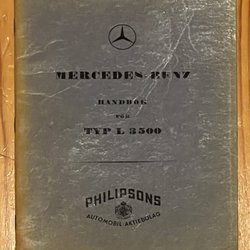 MERCEDES-BENZ
HANDBOK
FÖR
TYP L 3500
PHILIPSONS
AUTOMOBIL-AKTIEBOLAG